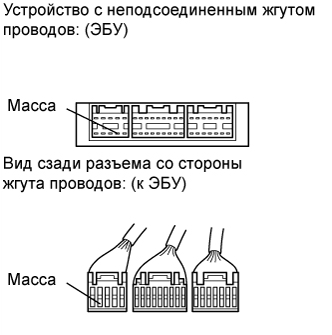 Устройство с неподсоединенным жгутом
проводов: (ЭБУ)
Масса
Вид сзади разъема со стороны
жгута проводов: (к ЭБУ)
Масса